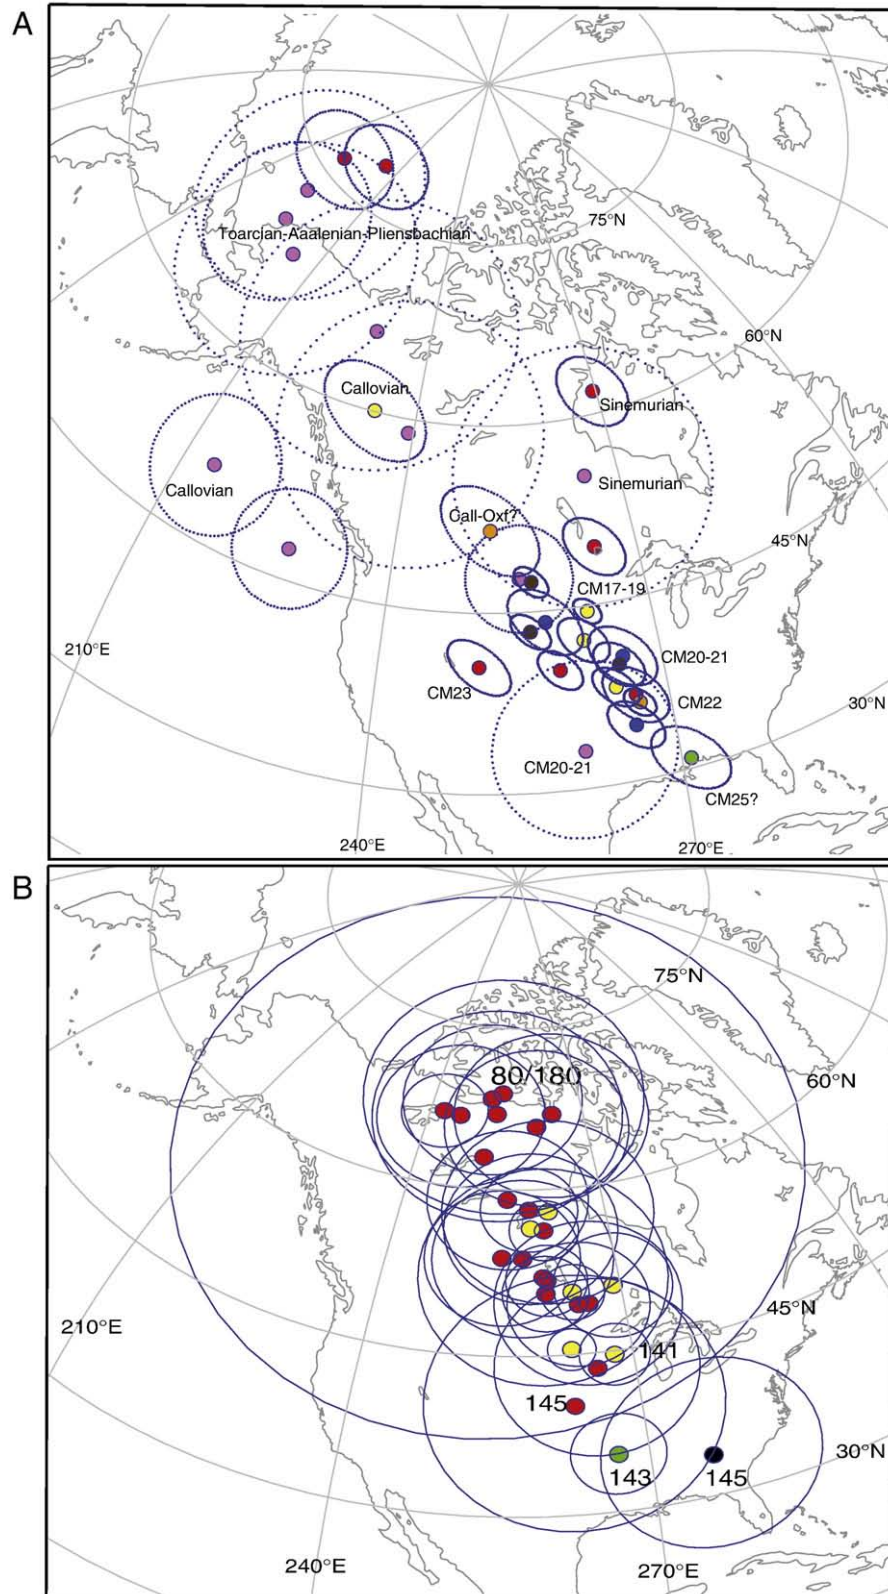 A
75°N
Toarcian-Aaalenian-Pliensbachian
60°N
Callovian
Sinemurian
Callovian
Sinemurian
Call-Oxf?
45°N
CM17-19
210°E
CM20-21
CM23
CM22
30°N
CM20-21
CM25?
240°E
270°E
B
75°N
80/180
60°N
45°N
210°E
141
145
30°N
143
145
240°E
270°E